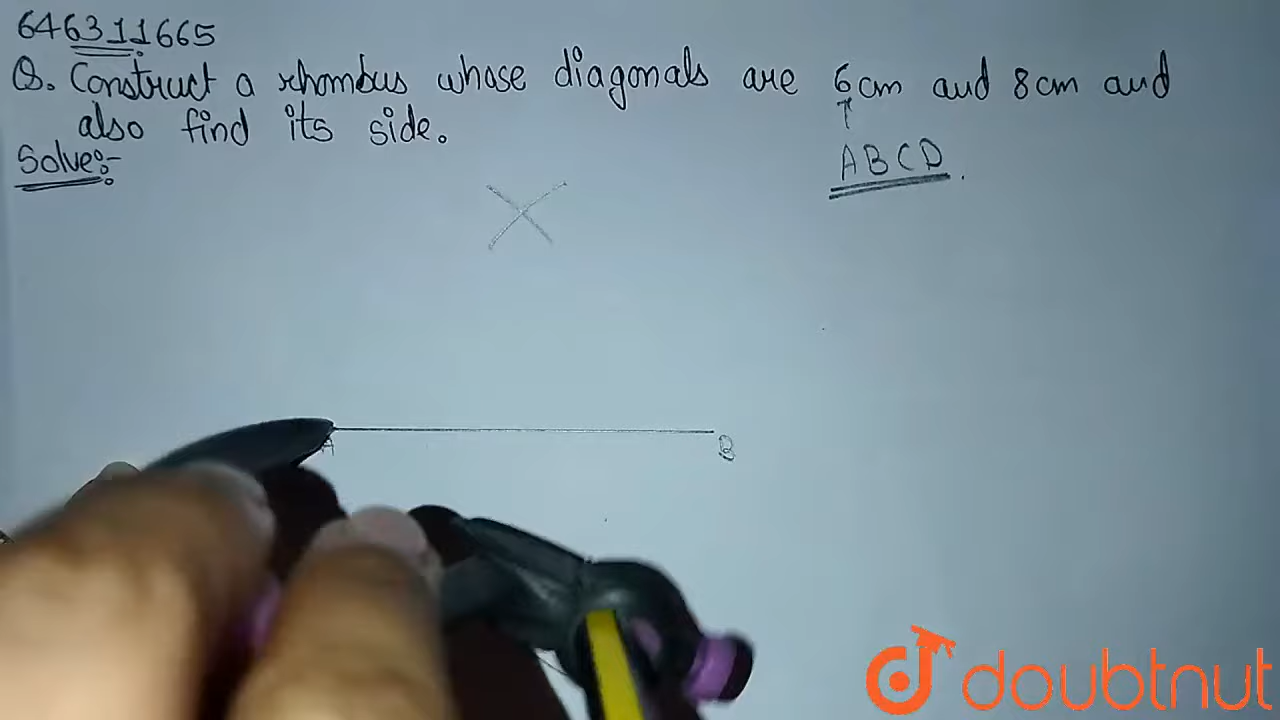 646311665
Q. Construct a rhombus whose diagonals are 6cm and 8cm and
also find its side.
Solve:-
ABCD.
A
B
doubtnut